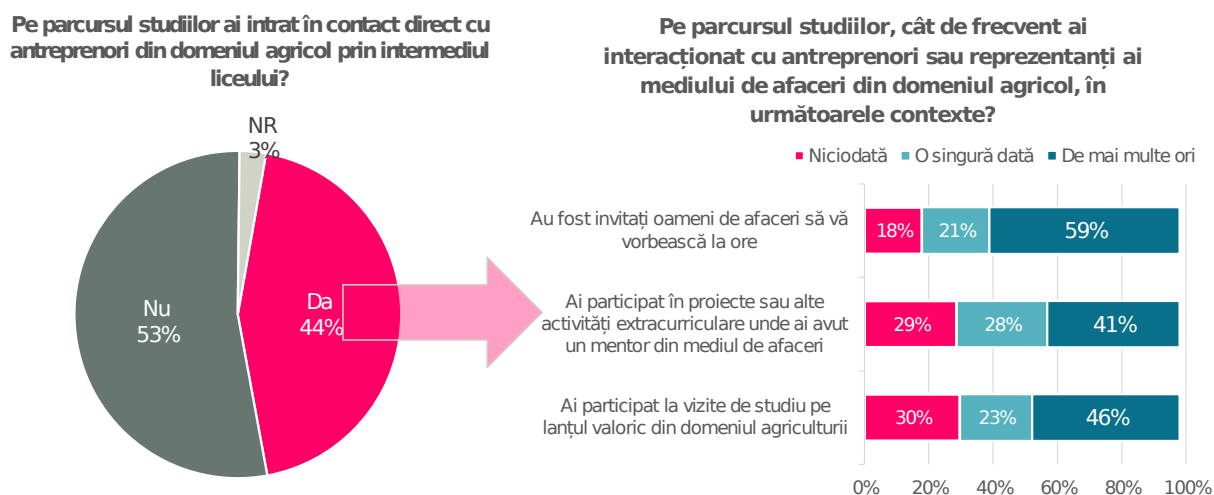 Pe parcursul studiilor ai intrat în contact direct cu
antreprenori din domeniul agricol prin intermediul
liceului?
NR
3%
Nu
53%
Da
44%
Pe parcursul studiilor, cât de frecvent ai
interacționat cu antreprenori sau reprezentanți ai
mediului de afaceri din domeniul agricol, în
următoarele contexte?
Niciodată O singură dată De mai multe ori
Au fost invitați oameni de afaceri să vă
vorbească la ore
18% 21% 59%
Ai participat în proiecte sau alte
activități extracurriculare unde ai avut
un mentor din mediul de afaceri
29% 28% 41%
Ai participat la vizite de studiu pe
lanțul valoric din domeniul agriculturii
30% 23% 46%
0% 20% 40% 60% 80% 100%